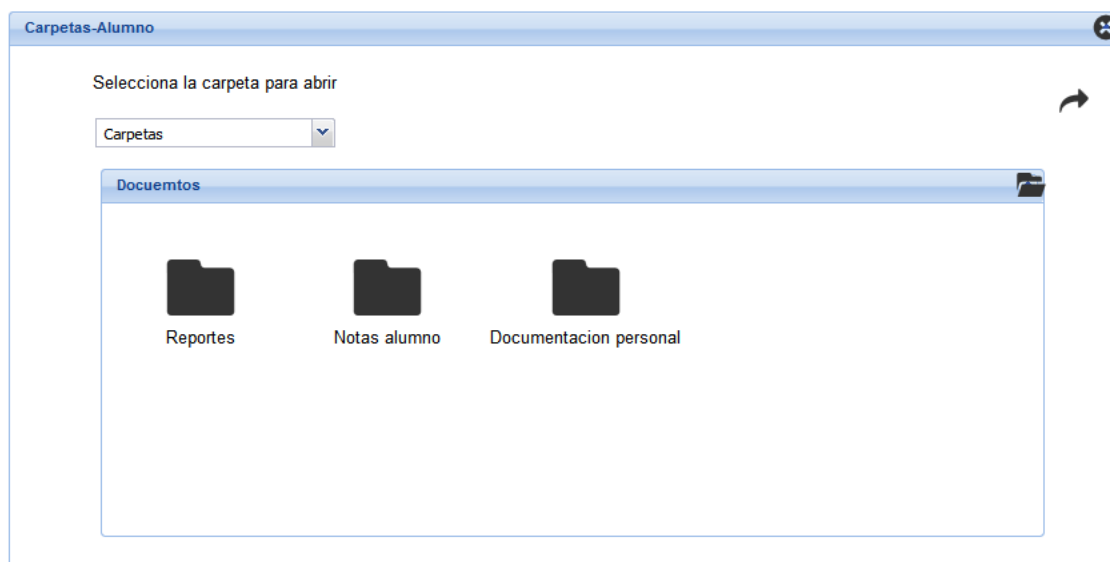 Carpetas-Alumno
Selecciona la carpeta para abrir
Carpetas
Docuemtos
Reportes
Notas alumno
Documentacion personal